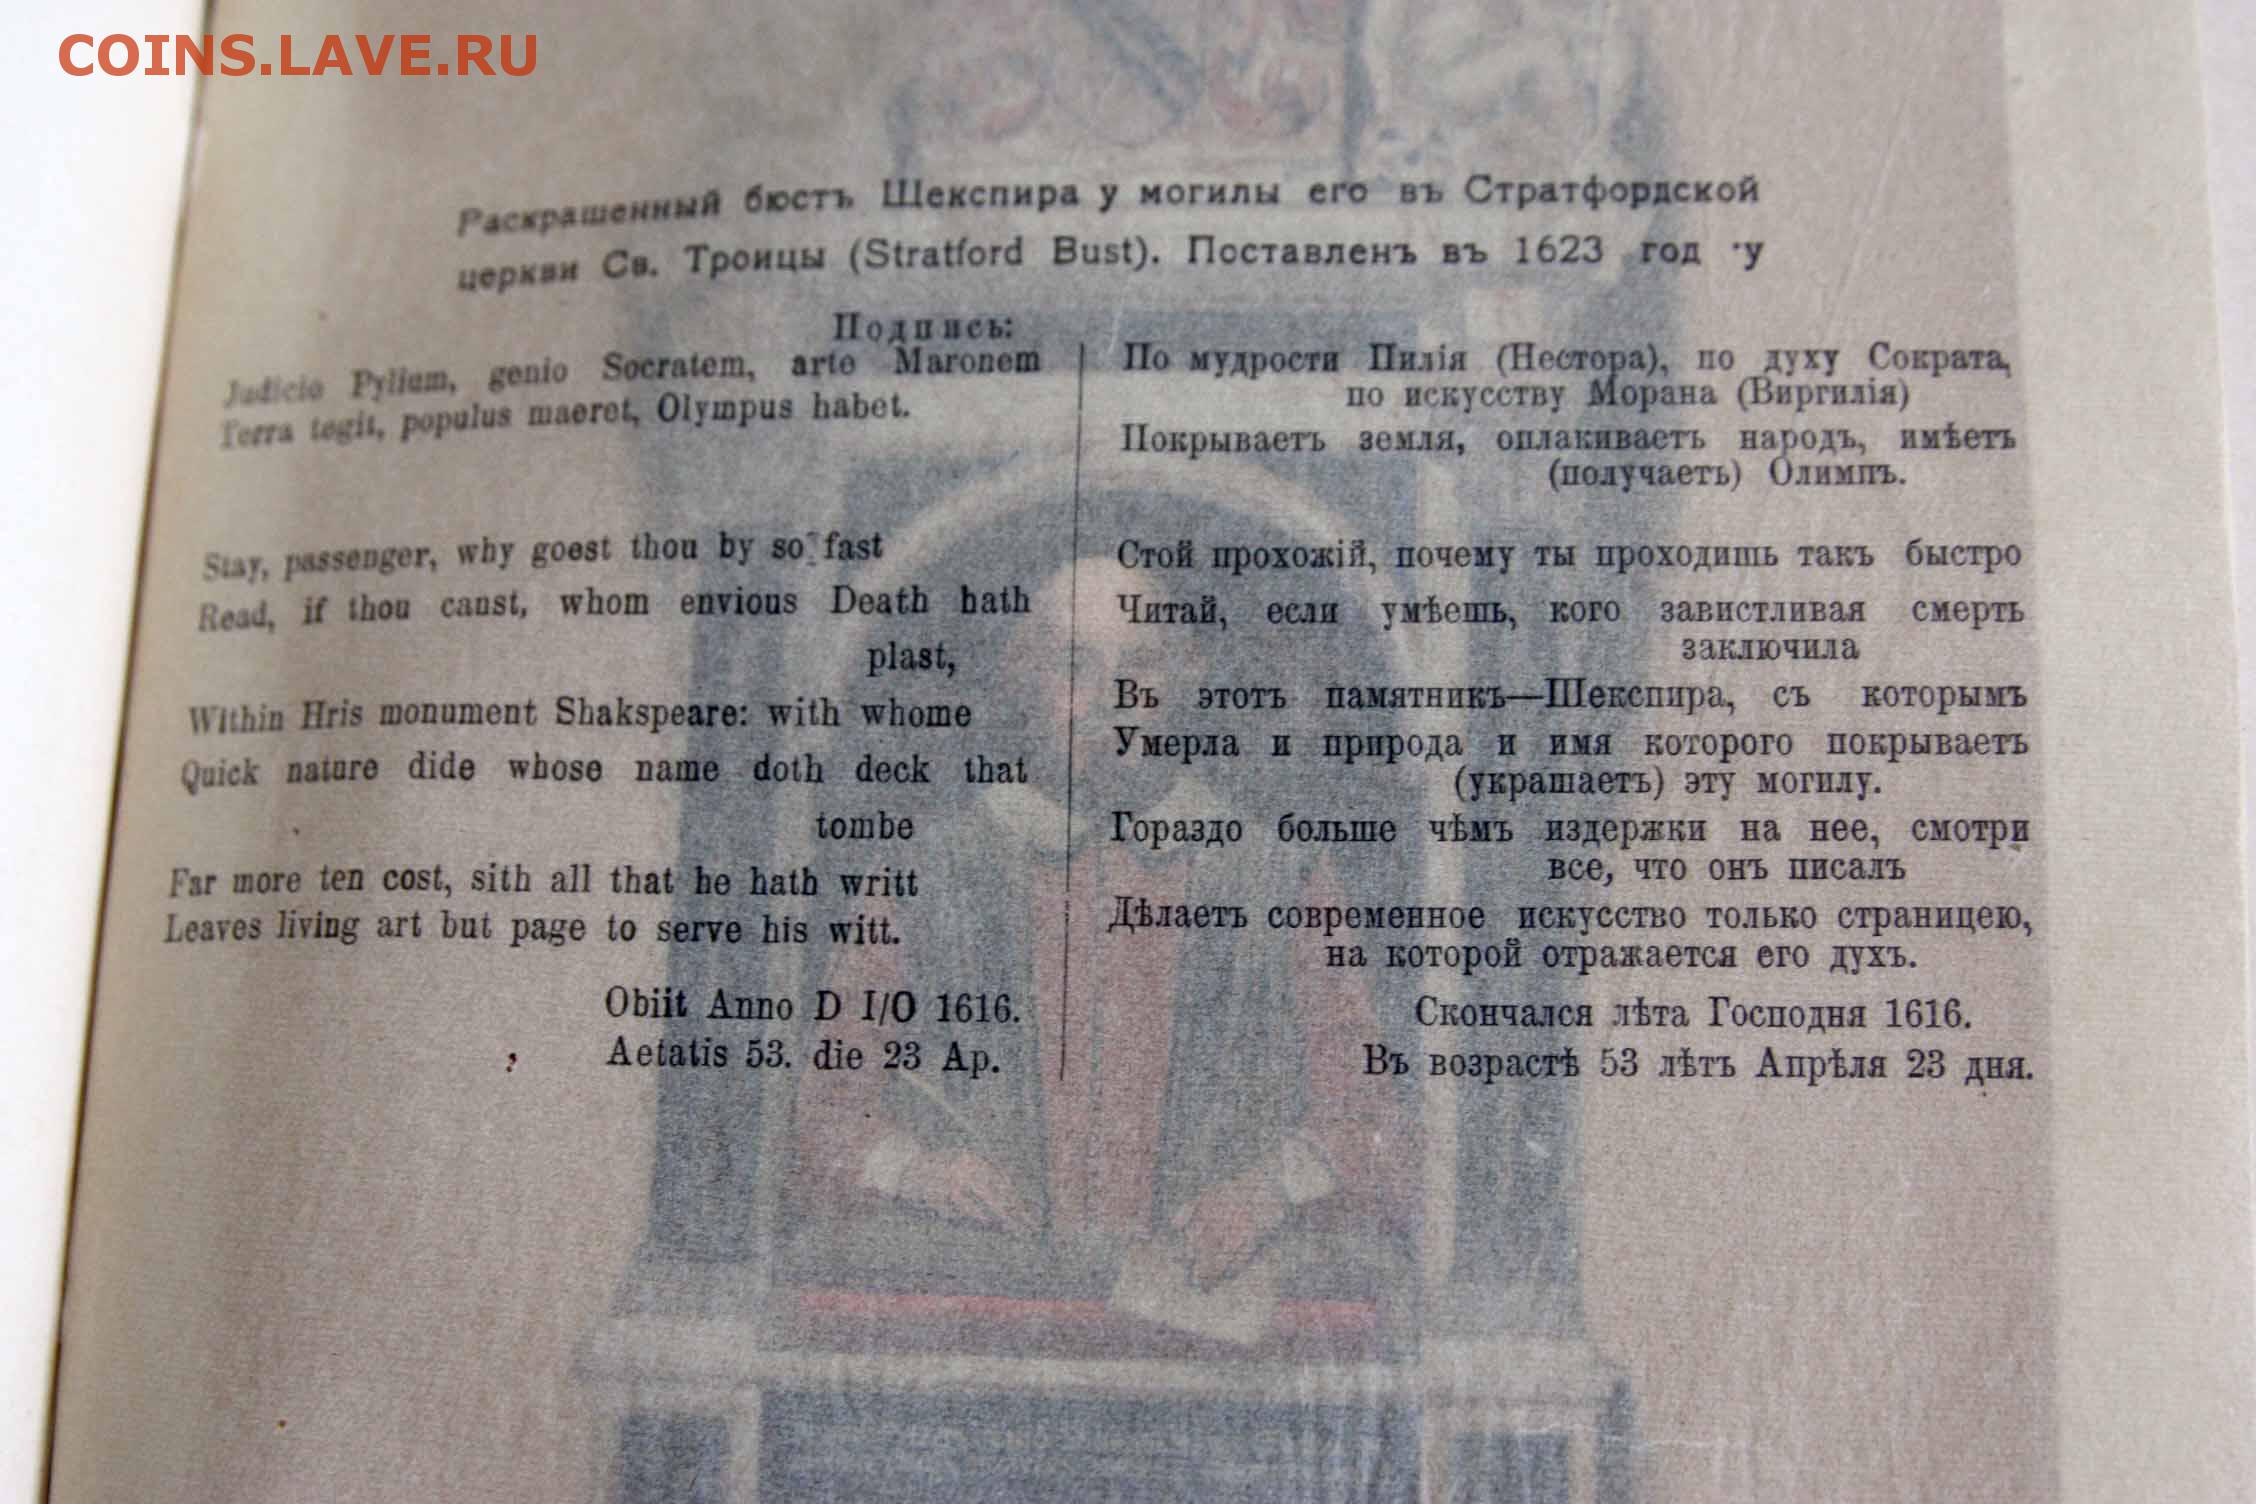 COINS.LAVE.RU
Раскрашенный бюстъ Шекспира у могилы его въ Стратфордской
церкви Св. Троицы (Stratford Bust). Поставленъ въ 1623 год у
Подпись:
Judicio Pylium, genio Socratem, arte Maronem
Terra tegit, populus maeret, Olympus habet.
Stay, passenger, why goest thou by so fast
Read, if thou canst, whom envious Death hath
plast,
Within Hris monument Shakspeare: with whome
Quick nature dide whose name doth deck that
tombe
Far more ten cost, sith all that he hath writt
Leaves living art but page to serve his witt.
Obiit Anno D I/O 1616.
Aetatis 53. die 23 Ap.
По мудрости Пилія (Нестора), по духу Сократа,
по искусству Морана (Виргилія)
Покрываетъ земля, оплакиваетъ народъ, имѣетъ
(получаетъ) Олимпъ.
Стой прохожій, почему ты проходишь такъ быстро
Читай, если умѣешь, кого завистливая смерть
заключила
Въ этотъ памятникъ—Шекспира, съ которымъ
Умерла и природа и имя которого покрываетъ
(украшаетъ) эту могилу.
Гораздо больше чѣмъ издержки на нее, смотри
все, что онъ писалъ
Дѣлаетъ современное искусство только страницею,
на которой отражается его духъ.
Скончался лѣта Господня 1616.
Въ возрастѣ 53 лѣтъ Апрѣля 23 дня.